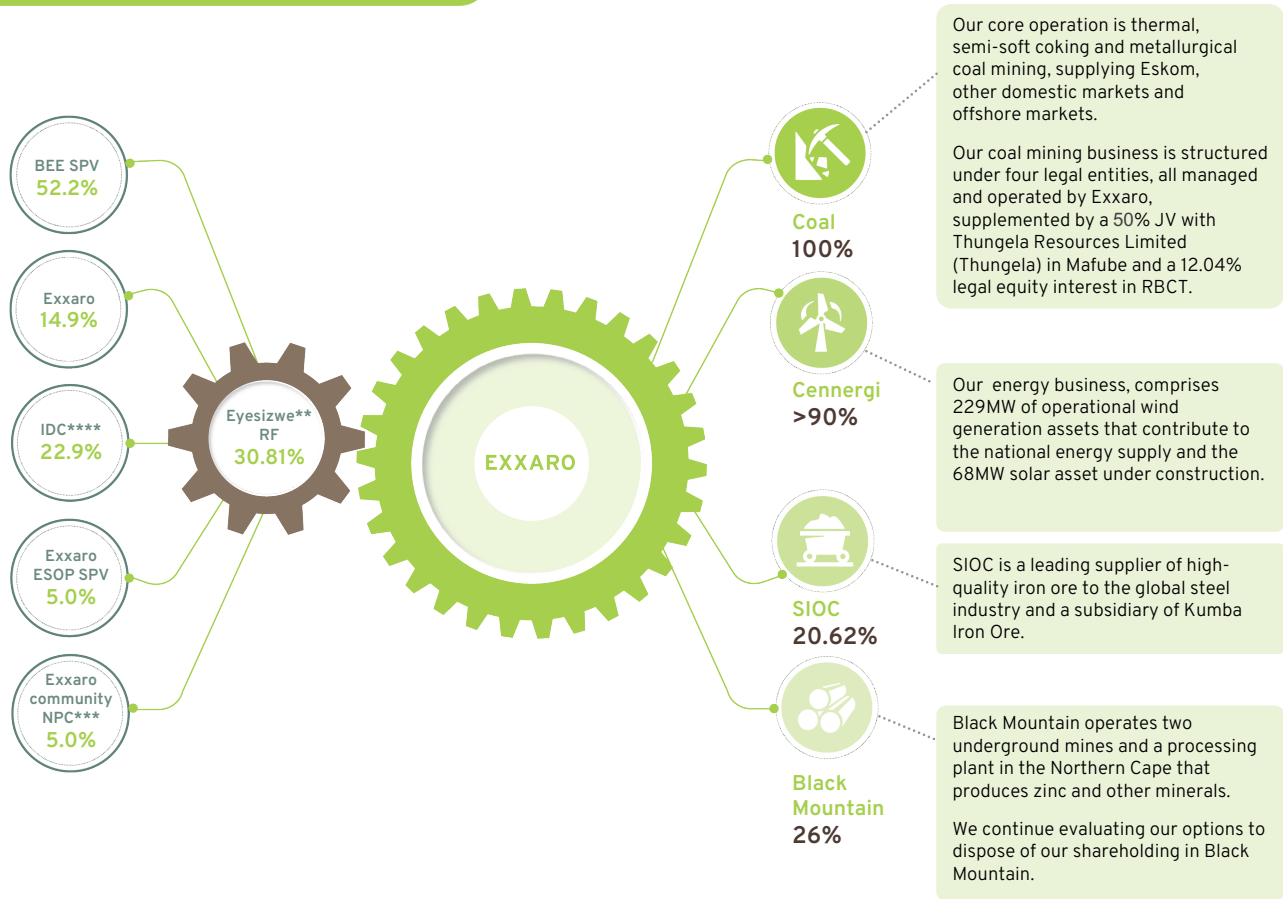 BEE SPV
52.2%
Exxaro
14.9%
IDC****
22.9%
Exxaro
ESOP SPV
5.0%
Exxaro
community
NPC***
5.0%
Eyesizwe**
RF
30.81%
EXXARO
Coal
100%
Our core operation is thermal,
semi-soft coking and metallurgical
coal mining, supplying Eskom,
other domestic markets and
offshore markets.
Our coal mining business is structured
under four legal entities, all managed
and operated by Exxaro,
supplemented by a 50% JV with
Thungela Resources Limited
(Thungela) in Mafube and a 12.04%
legal equity interest in RBCT.
Cennergi
>90%
Our energy business, comprises
229MW of operational wind
generation assets that contribute to
the national energy supply and the
68MW solar asset under construction.
SIOC
20.62%
SIOC is a leading supplier of high-
quality iron ore to the global steel
industry and a subsidiary of Kumba
Iron Ore.
Black
Mountain
26%
Black Mountain operates two
underground mines and a processing
plant in the Northern Cape that
produces zinc and other minerals.
We continue evaluating our options to
dispose of our shareholding in Black
Mountain.